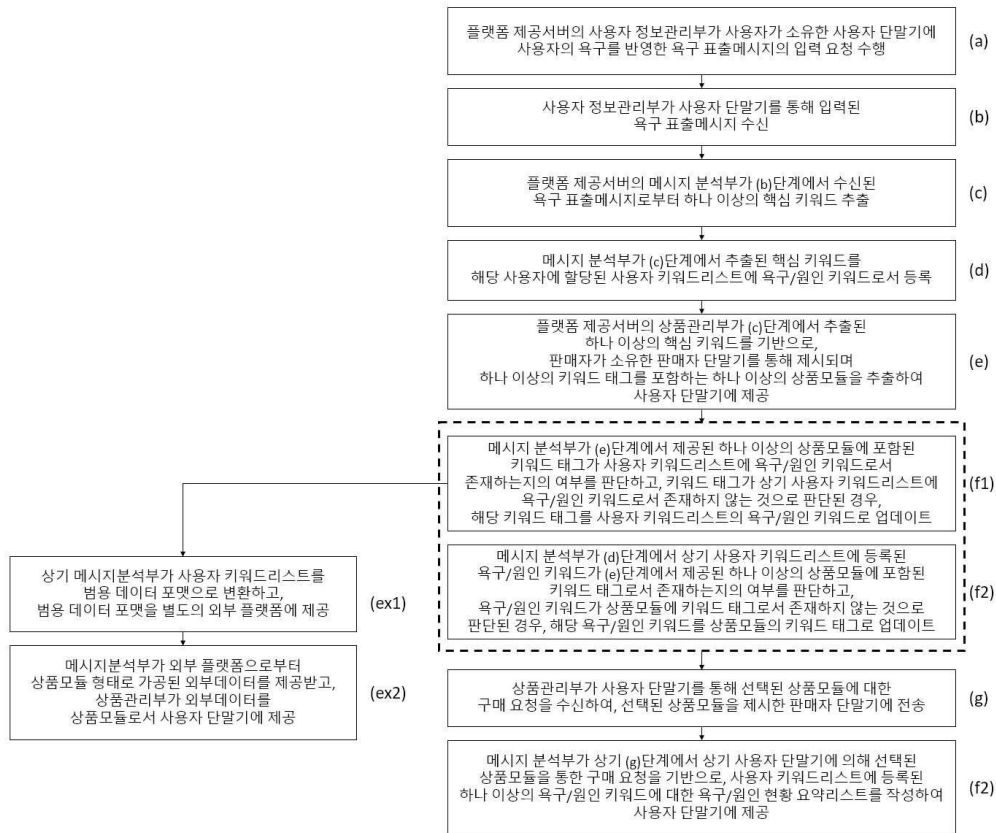 플랫폼 제공서버의 사용자 정보관리부가 사용자가 소유한 사용자 단말기에
사용자의 욕구를 반영한 욕구 표출메시지의 입력 요청 수행
(a)
사용자 정보관리부가 사용자 단말기를 통해 입력된
욕구 표출메시지 수신
(b)
플랫폼 제공서버의 메시지 분석부가 (b)단계에서 수신된
욕구 표출메시지로부터 하나 이상의 핵심 키워드 추출
(c)
메시지 분석부가 (c)단계에서 추출된 핵심 키워드를
해당 사용자에 할당된 사용자 키워드리스트에 욕구/원인 키워드로서 등록
(d)
플랫폼 제공서버의 상품관리부가 (c)단계에서 추출된
하나 이상의 핵심 키워드를 기반으로,
판매자가 소유한 판매자 단말기를 통해 제시되며
하나 이상의 키워드 태그를 포함하는 하나 이상의 상품모듈을 추출하여
사용자 단말기에 제공
(e)
메시지 분석부가 (e)단계에서 제공된 하나 이상의 상품모듈에 포함된
키워드 태그가 사용자 키워드리스트에 욕구/원인 키워드로서
존재하는지의 여부를 판단하고, 키워드 태그가 상기 사용자 키워드리스트에
욕구/원인 키워드로서 존재하지 않는 것으로 판단된 경우,
해당 키워드 태그를 사용자 키워드리스트의 욕구/원인 키워드로 업데이트
(f1)
메시지 분석부가 (d)단계에서 상기 사용자 키워드리스트에 등록된
욕구/원인 키워드가 (e)단계에서 제공된 하나 이상의 상품모듈에 포함된
키워드 태그로서 존재하는지의 여부를 판단하고,
욕구/원인 키워드가 상품모듈에 키워드 태그로서 존재하지 않는 것으로
판단된 경우, 해당 욕구/원인 키워드를 상품모듈의 키워드 태그로 업데이트
(f2)
상기 메시지분석부가 사용자 키워드리스트를
범용 데이터 포맷으로 변환하고,
범용 데이터 포맷을 별도의 외부 플랫폼에 제공
(ex1)
메시지분석부가 외부 플랫폼으로부터
상품모듈 형태로 가공된 외부데이터를 제공받고,
상품관리부가 외부데이터를
상품모듈로서 사용자 단말기에 제공
(ex2)
상품관리부가 사용자 단말기를 통해 선택된 상품모듈에 대한
구매 요청을 수신하여, 선택된 상품모듈을 제시한 판매자 단말기에 전송
(g)
메시지 분석부가 상기 (g)단계에서 상기 사용자 단말기에 의해 선택된
상품모듈을 통한 구매 요청을 기반으로, 사용자 키워드리스트에 등록된
하나 이상의 욕구/원인 키워드에 대한 욕구/원인 현황 요약리스트를 작성하여
사용자 단말기에 제공
(f2)